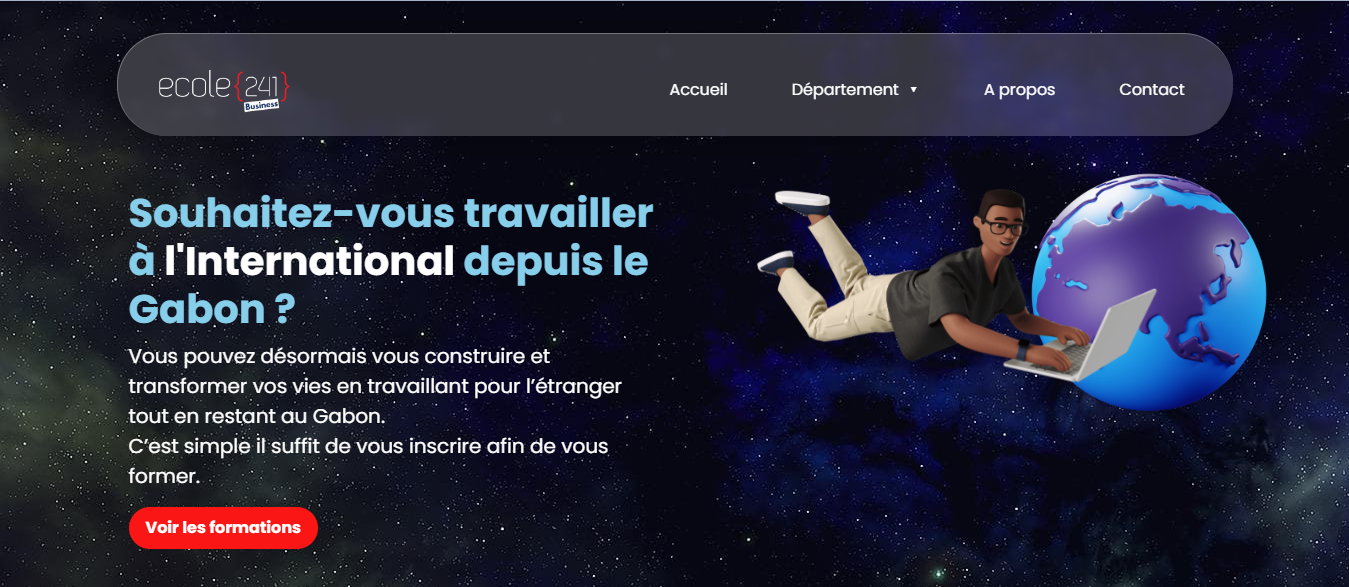 ecole{241}
Business
Accueil
Département
A propos
Contact
Souhaitez-vous travailler
à l'International depuis le
Gabon ?
Vous pouvez désormais vous construire et
transformer vos vies en travaillant pour l’étranger
tout en restant au Gabon.
C’est simple il suffit de vous inscrire afin de vous
former.
Voir les formations